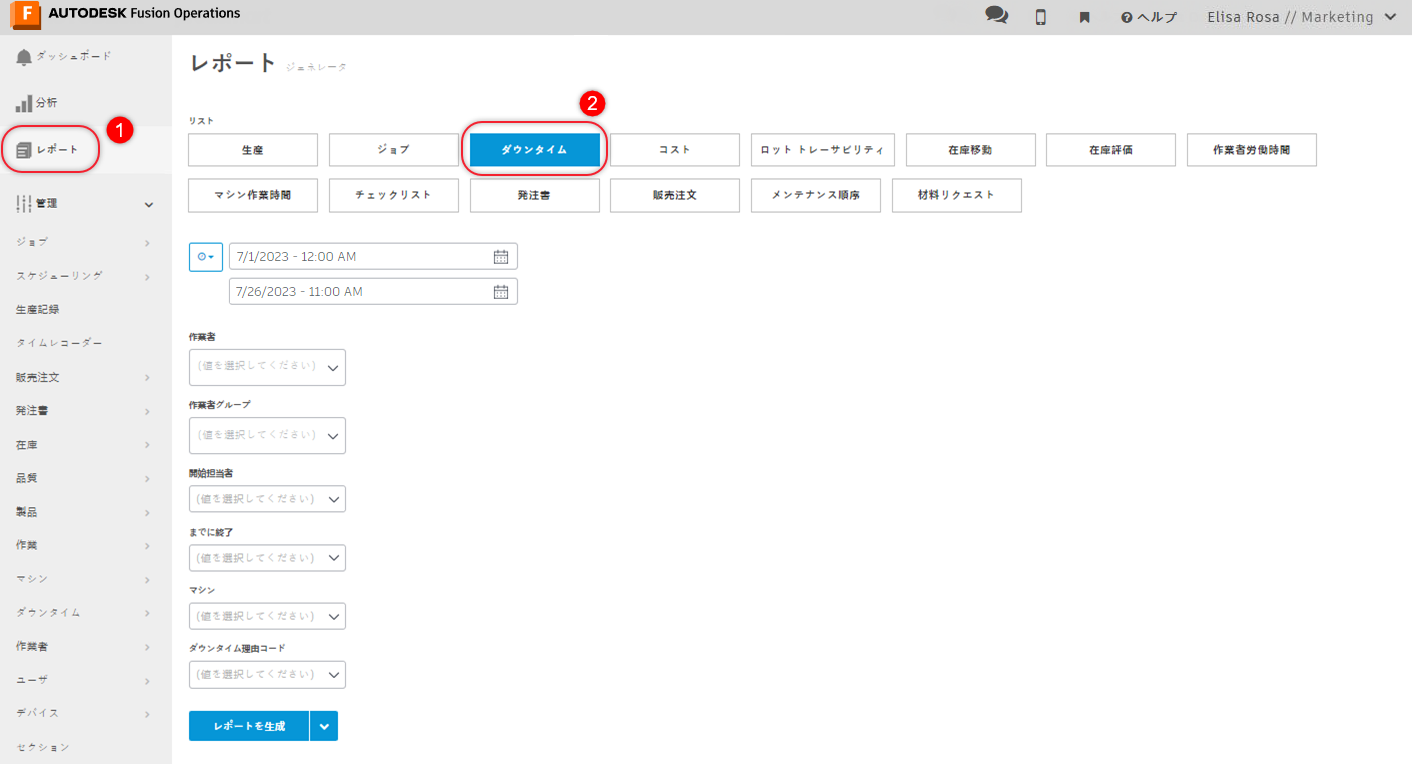 F AUTODESK Fusion Operations
ヘルプ
Elisa Rosa // Marketing
ダッシュボード
分析
レポート
1
管理
ジョブ
スケジューリング
生産記録
タイムレコーダー
販売注文
発注書
在庫
品質
製品
作業
マシン
ダウンタイム
作業者
ユーザ
デバイス
セクション
レポート ジェネレータ
リスト
2
生産
ジョブ
ダウンタイム
コスト
ロット トレーサビリティ
在庫移動
在庫評価
作業者労働時間
マシン作業時間
チェックリスト
発注書
販売注文
メンテナンス順序
材料リクエスト
7/1/2023 - 12:00 AM
7/26/2023 - 11:00 AM
作業者
(値を選択してください)
作業者グループ
(値を選択してください)
開始担当者
(値を選択してください)
までに終了
(値を選択してください)
マシン
(値を選択してください)
ダウンタイム理由コード
(値を選択してください)
レポートを生成